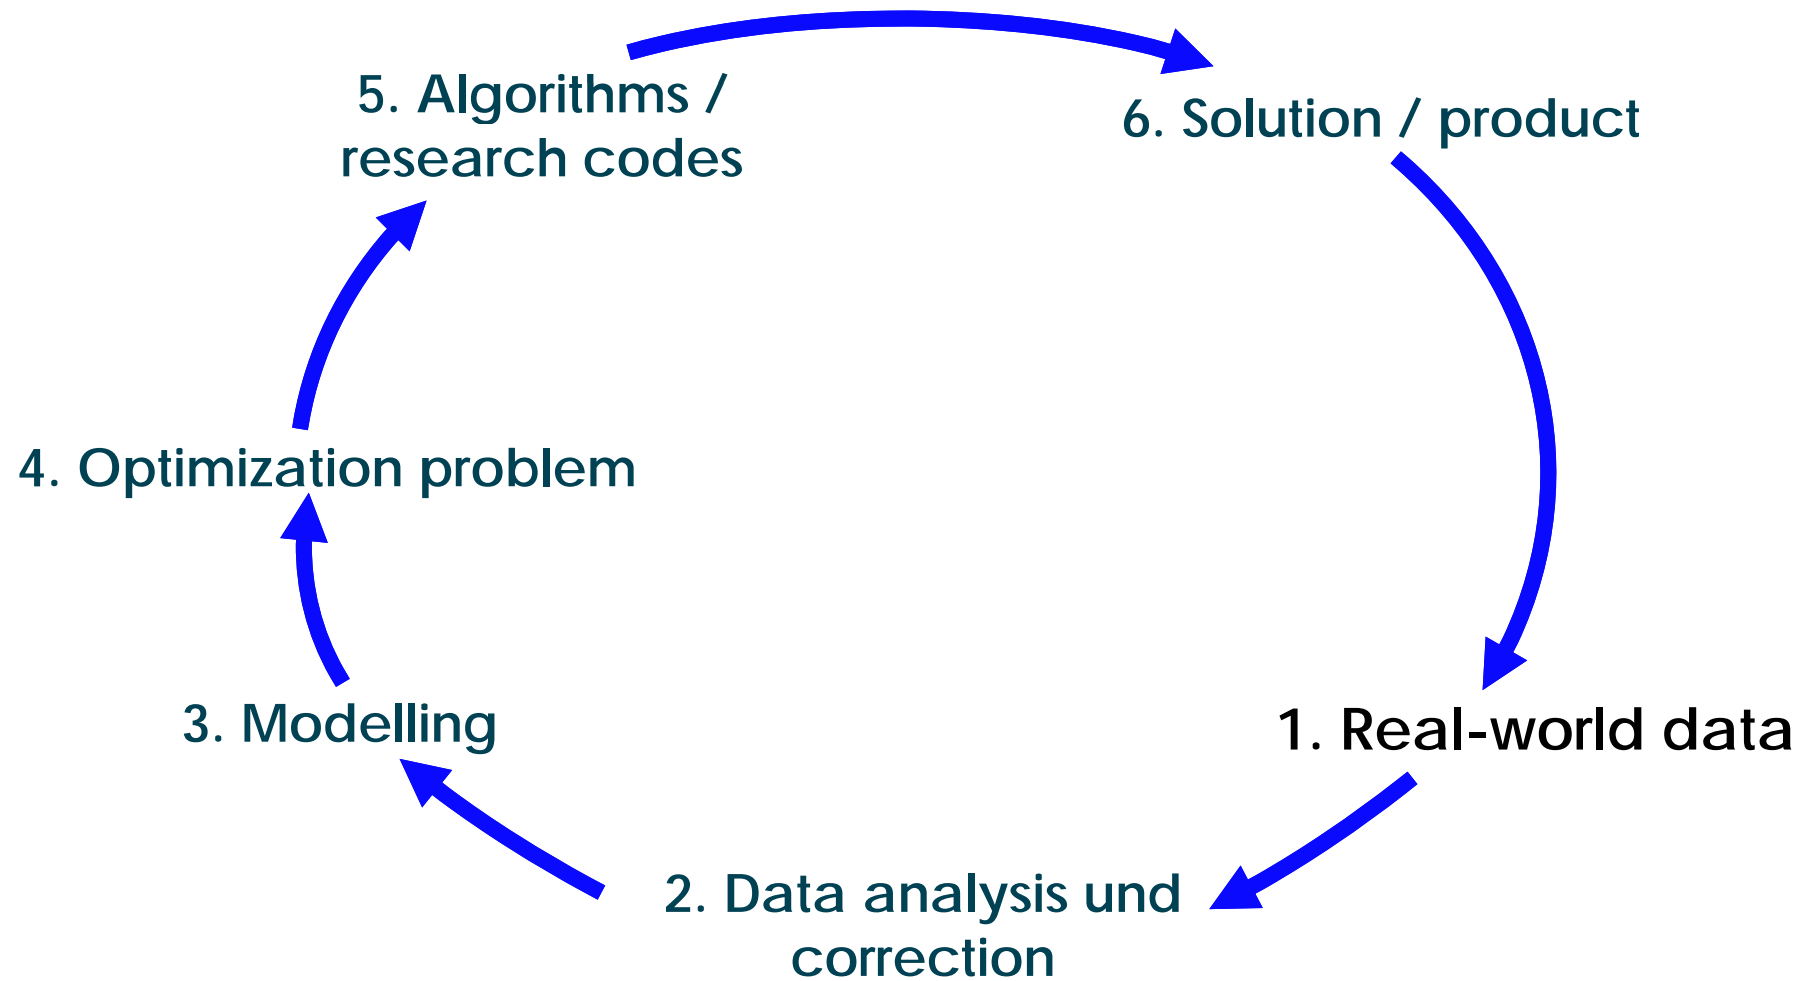 5. Algorithms /
research codes
6. Solution / product
4. Optimization problem
3. Modelling
1. Real-world data
2. Data analysis und
correction